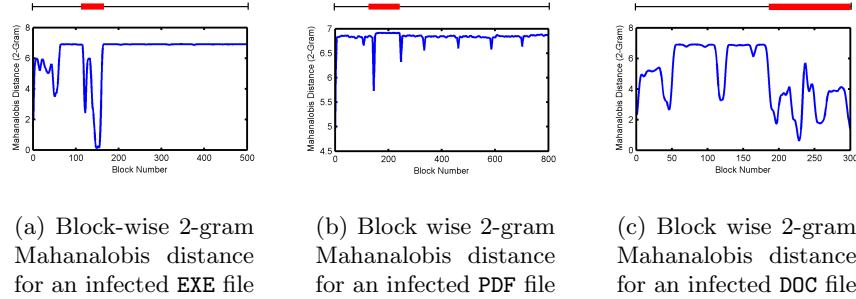 8
6
4
2
0
Mahanalobis Distance (2-Gram)
0 100 200 300 400 500
Block Number
7
6.5
6
5.5
5
4.5
Mahanalobis Distance (2-Gram)
0 200 400 600 800
Block Number
8
6
4
2
0
Mahanalobis Distance (2-Gram)
0 50 100 150 200 250 300
Block Number
(a) Block-wise 2-gram
Mahanalobis distance
for an infected EXE file
(b) Block wise 2-gram
Mahanalobis distance
for an infected PDF file
(c) Block wise 2-gram
Mahanalobis distance
for an infected DOC file